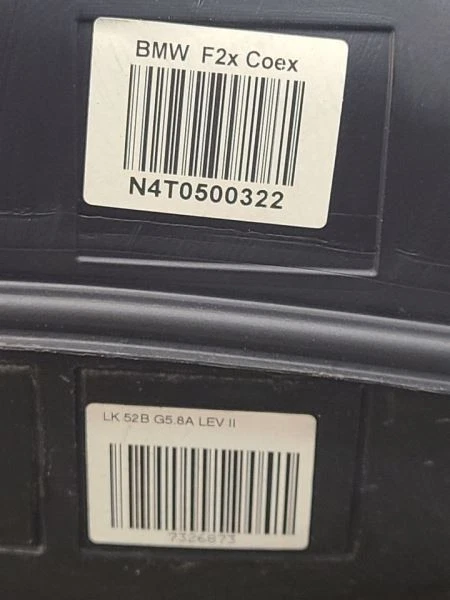 BMW F2x Coex
N4T0500322
LK 52B G5.8A LEV II
7326873